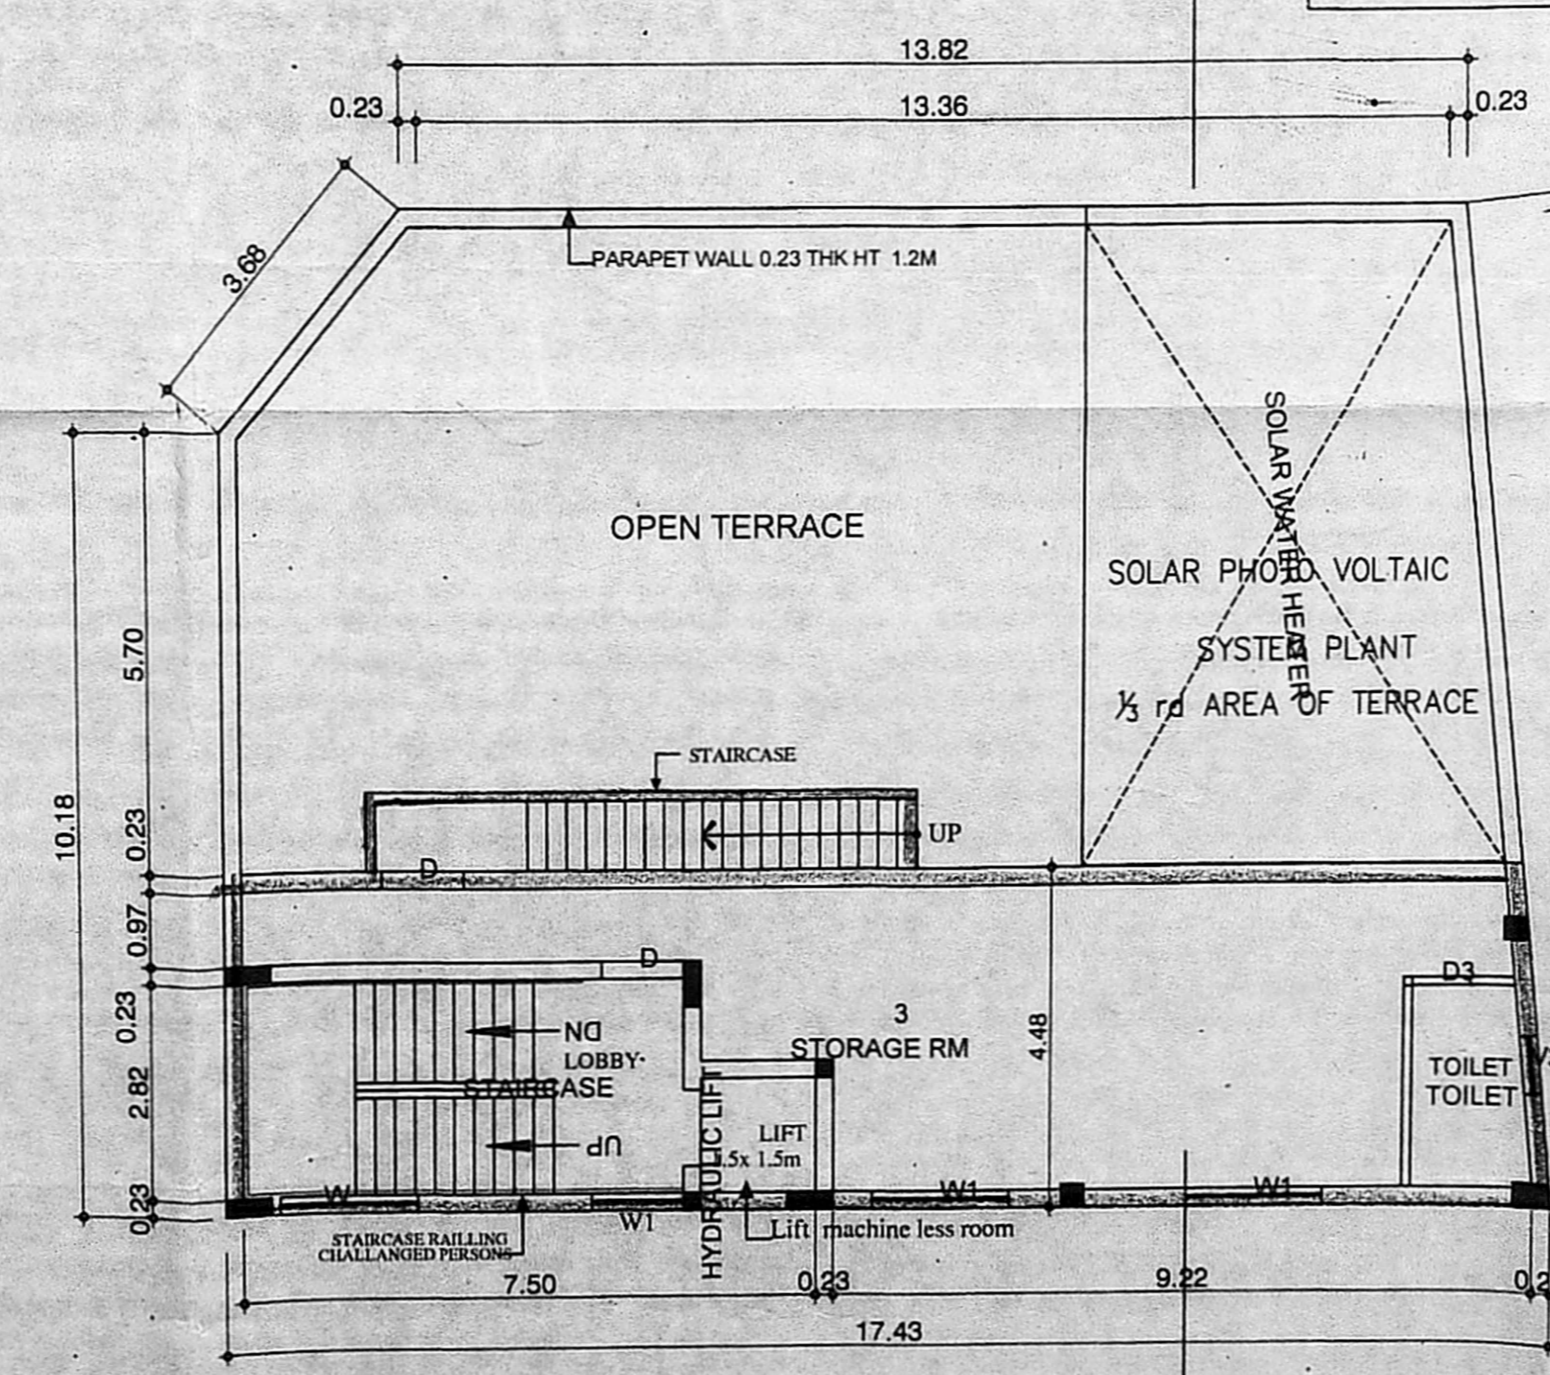 13.82
0.23
13.36
0.23
3.68
PARAPET WALL 0.23 THK HT 1.2M
OPEN TERRACE
SOLAR WATER HEATER
SOLAR PHOTO VOLTAIC
SYSTEM PLANT
⅓ rd AREA OF TERRACE
STAIRCASE
UP
D
5.70
10.18
0.23
0.97
0.23
2.82
0.23
D
DN
LOBBY
STAIRCASE
UP
3
STORAGE RM
4.48
D3
TOILET
TOILET
HYDRAULIC LIFT
LIFT
.5x 1.5m
W
W1
W1
W1
STAIRCASE RAILLING
CHALLANGED PERSONS
Lift machine less room
7.50
0.23
9.22
17.43